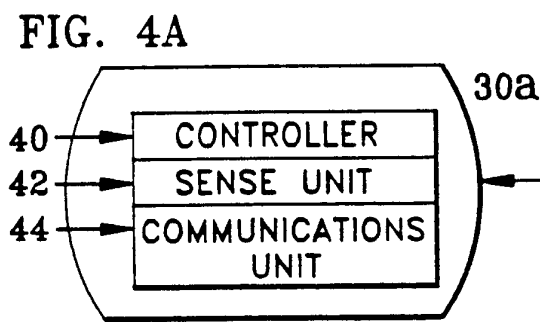 FIG. 4A
30a
40 CONTROLLER
42 SENSE UNIT
44 COMMUNICATIONS
UNIT